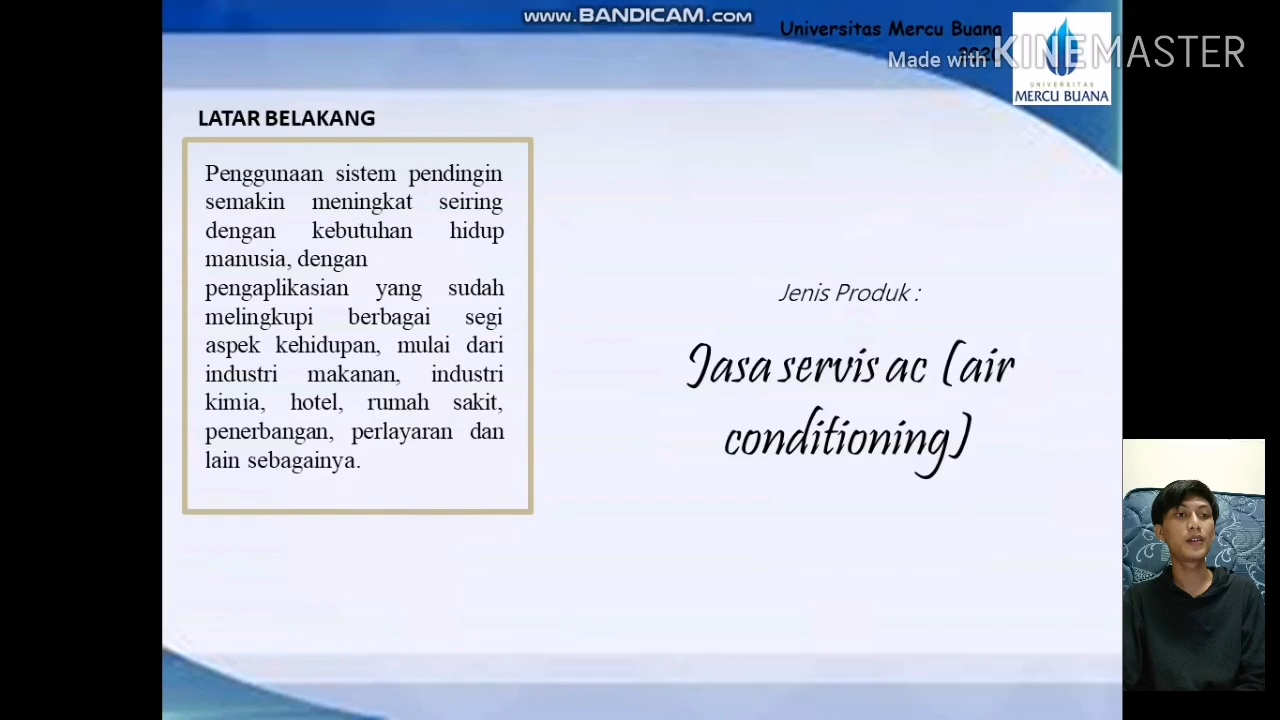 www.BANDICAM.com
Universitas Mercu Buana
Made with KINEMASTER
UNIVERSITAS
MERCU BUANA
LATAR BELAKANG
Penggunaan sistem pendingin
semakin meningkat seiring
dengan kebutuhan hidup
manusia, dengan
pengaplikasian yang sudah
melingkupi berbagai segi
aspek kehidupan, mulai dari
industri makanan, industri
kimia, hotel, rumah sakit,
penerbangan, perlayaran dan
lain sebagainya.
Jenis Produk :
Jasa servis ac (air
conditioning)